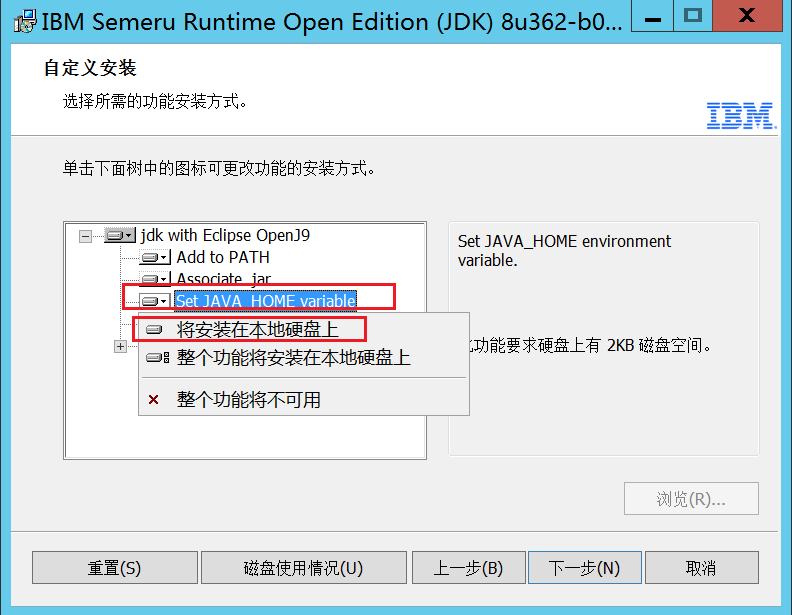 IBM Semeru Runtime Open Edition (JDK) 8u362-b0...
自定义安装
选择所需的功能安装方式。
IBM
单击下面树中的图标可更改功能的安装方式。
jdk with Eclipse OpenJ9
Add to PATH
Associate .jar
Set JAVA_HOME variable
将安装在本地硬盘上
整个功能将安装在本地硬盘上
整个功能将不可用
Set JAVA_HOME environment
variable.
功能要求硬盘上有 2KB 磁盘空间。
浏览(R)...
重置(S)
磁盘使用情况(U)
上一步(B)
下一步(N)
取消